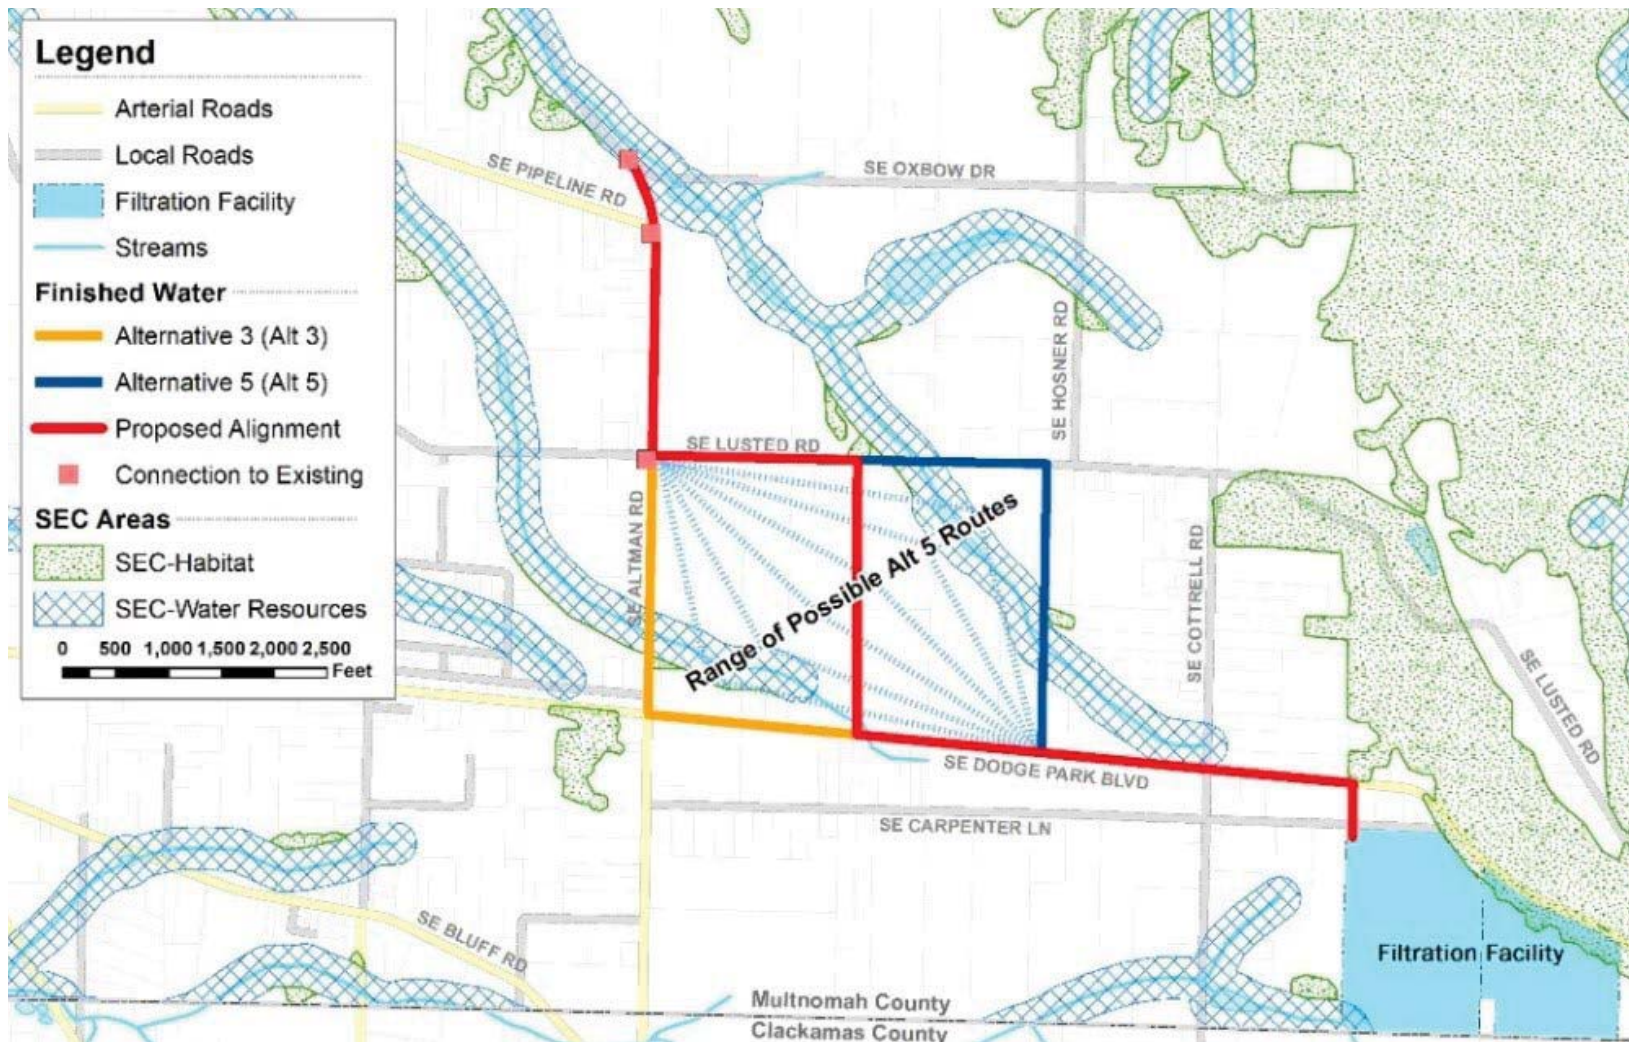 Legend
Arterial Roads
Local Roads
Filtration Facility
Streams
Finished Water
Alternative 3 (Alt 3)
Alternative 5 (Alt 5)
Proposed Alignment
Connection to Existing
SEC Areas
SEC-Habitat
SEC-Water Resources
0 500 1,000 1,500 2,000 2,500
Feet
SE PIPELINE RD
SE OXBOW DR
SE HOSNER RD
SE LUSTED RD
SE ALTMAN RD
Range of Possible Alt 5 Routes
SE COTTRELL RD
SE LUSTED RD
SE DODGE PARK BLVD
SE CARPENTER LN
SE BLUFF RD
Filtration Facility
Multnomah County
Clackamas County